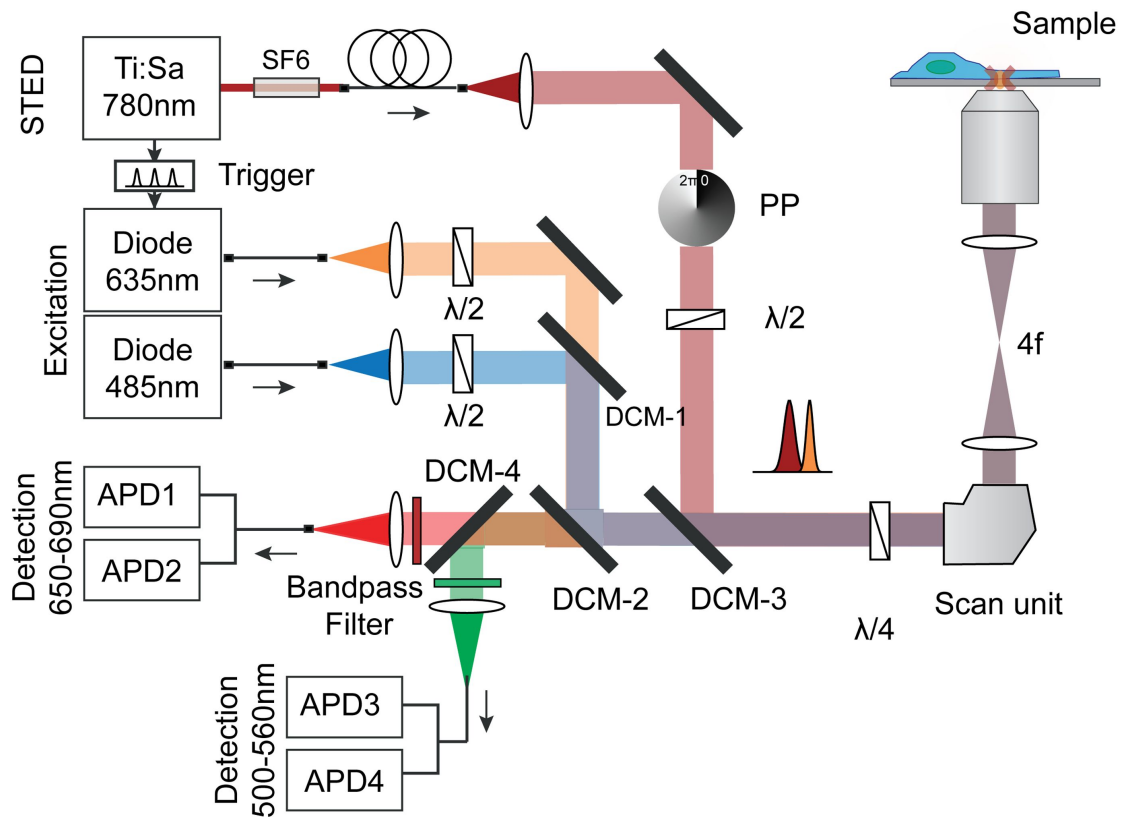 Sample
STED
Ti:Sa
780nm
SF6
Trigger
2π 0
PP
Excitation
Diode
635nm
λ/2
λ/2
4f
Diode
485nm
λ/2
DCM-1
DCM-4
Detection
650-690nm
APD1
APD2
Bandpass
Filter
DCM-2
DCM-3
λ/4
Scan unit
Detection
500-560nm
APD3
APD4